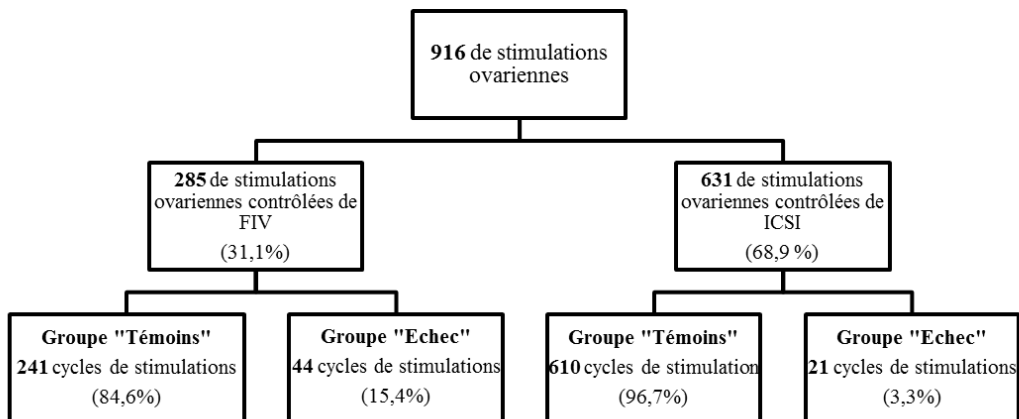 916 de stimulations
ovariennes
285 de stimulations
ovariennes contrôlées de
FIV
(31,1%)
631 de stimulations
ovariennes contrôlées de
ICSI
(68,9 %)
Groupe "Témoins"
241 cycles de stimulations
(84,6%)
Groupe "Echec"
44 cycles de stimulations
(15,4%)
Groupe "Témoins"
610 cycles de stimulation
(96,7%)
Groupe "Echec"
21 cycles de stimulations
(3,3%)